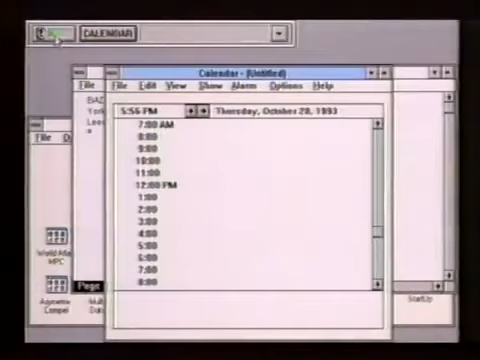 CALENDAR
Calendar - (Untitled)
File Edit View Show Alarm Options Help
File
5:56 PM Thursday, October 28, 1993
7:00 AM
8:00
9:00
10:00
11:00
12:00 PM
1:00
2:00
3:00
4:00
5:00
6:00
7:00
8:00
File
World Atlas
MPC
Page
StartUp